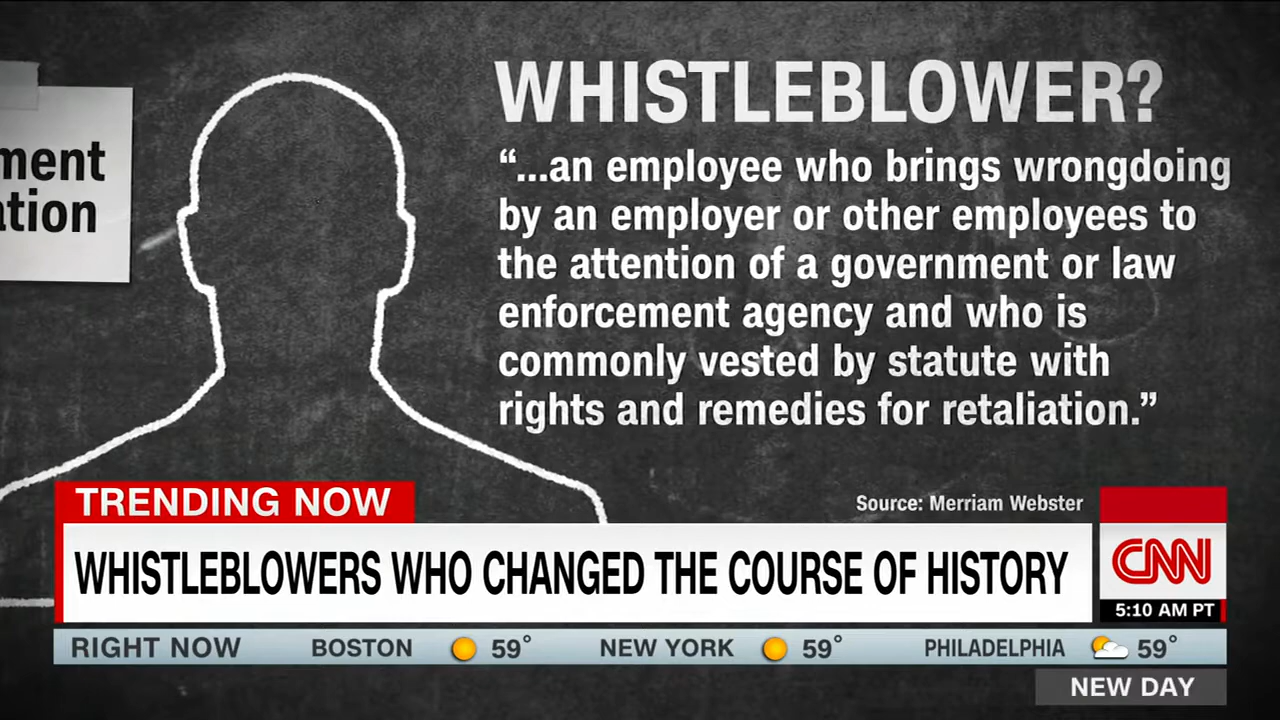 WHISTLEBLOWER?
“...an employee who brings wrongdoing
by an employer or other employees to
the attention of a government or law
enforcement agency and who is
commonly vested by statute with
rights and remedies for retaliation.”
ment
ation
TRENDING NOW
Source: Merriam Webster
WHISTLEBLOWERS WHO CHANGED THE COURSE OF HISTORY
CNN
5:10 AM PT
RIGHT NOW BOSTON 59° NEW YORK 59° PHILADELPHIA 59°
NEW DAY